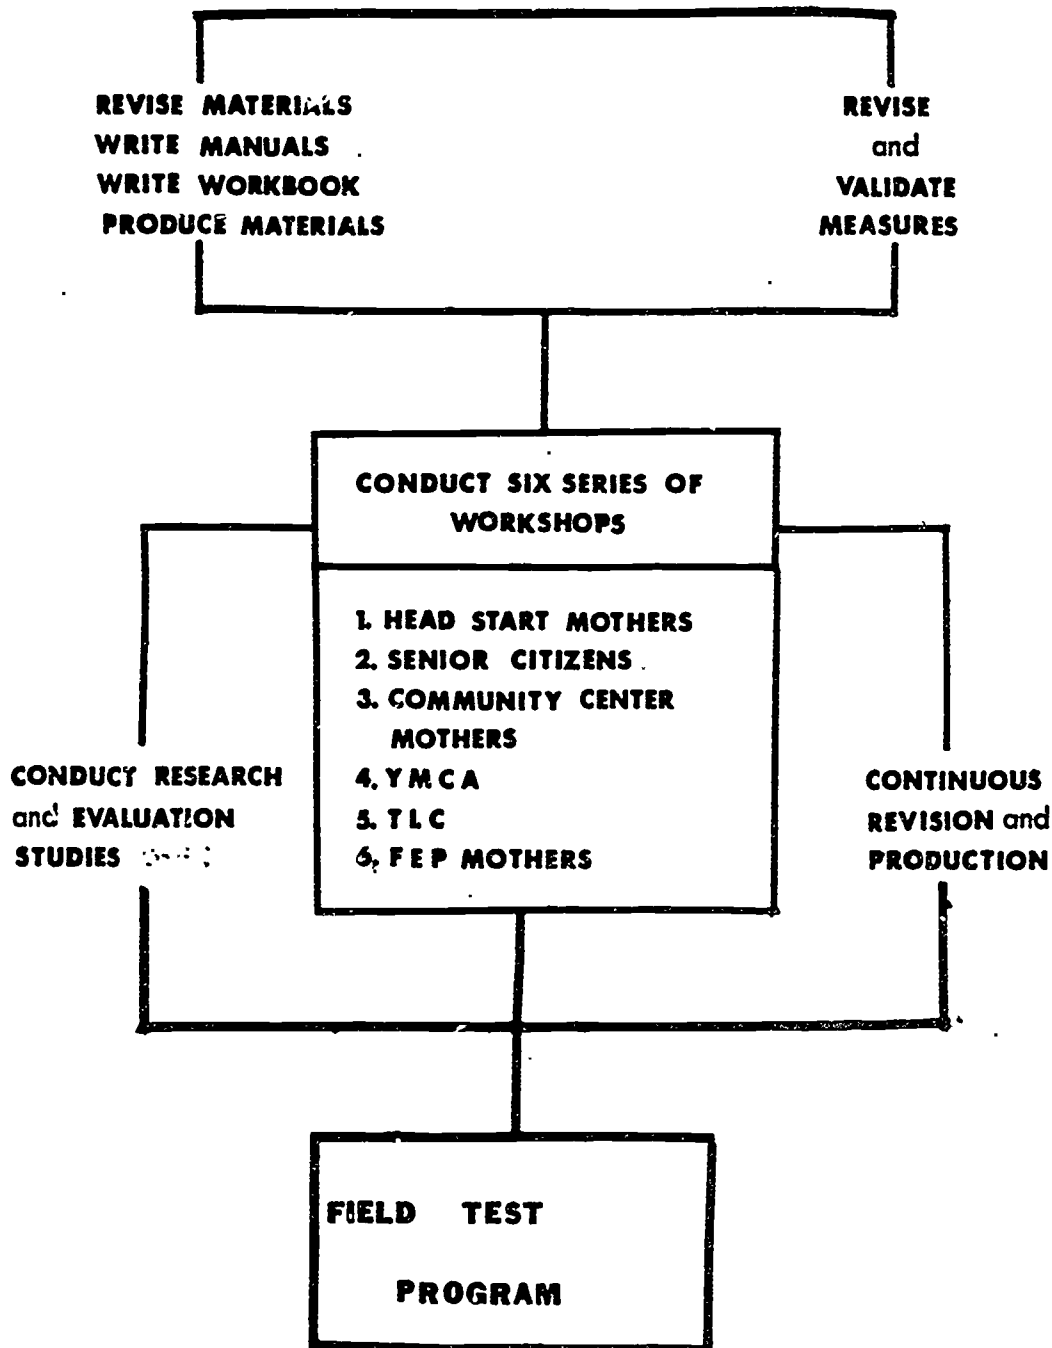 REVISE MATERIALS
WRITE MANUALS
WRITE WORKBOOK
PRODUCE MATERIALS
REVISE
and
VALIDATE
MEASURES
CONDUCT SIX SERIES OF
WORKSHOPS
1. HEAD START MOTHERS
2. SENIOR CITIZENS
3. COMMUNITY CENTER
MOTHERS
4. YMCA
5. TLC
6. FEP MOTHERS
CONDUCT RESEARCH
and EVALUATION
STUDIES
CONTINUOUS
REVISION and
PRODUCTION
FIELD TEST
PROGRAM